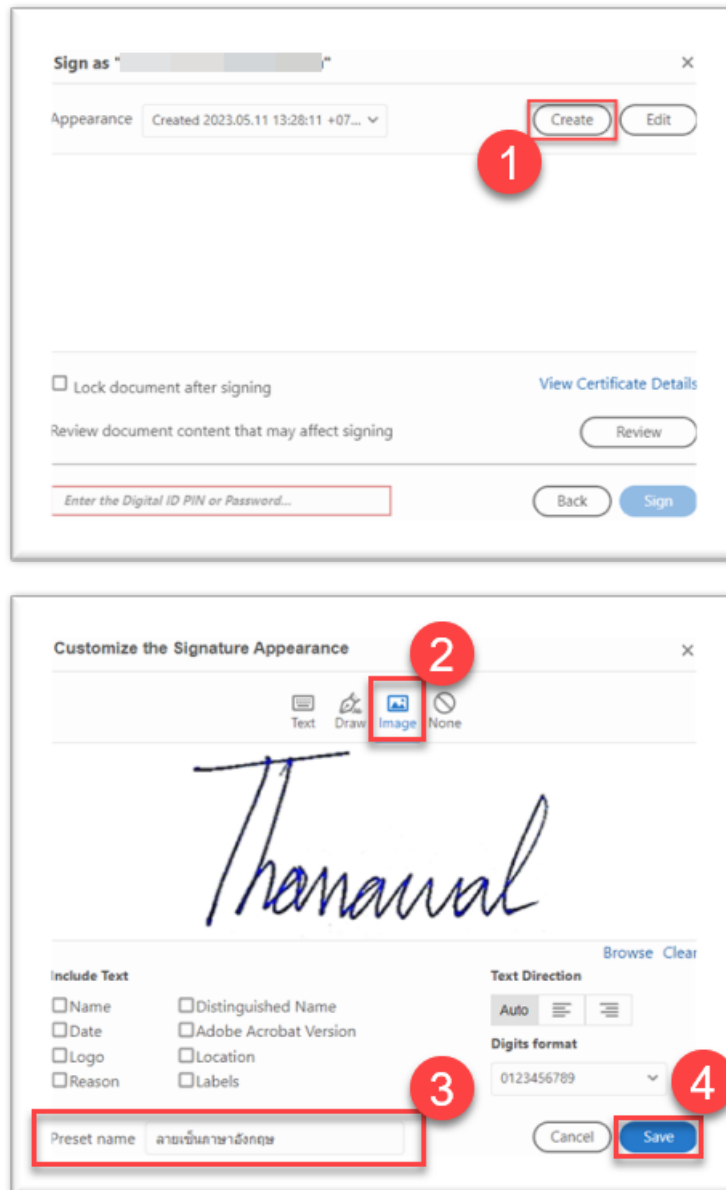 Sign as "
Appearance Created 2023.05.11 13:28:11 +07... Create Edit
1
Lock document after signing View Certificate Details
Review document content that may affect signing Review
Enter the Digital ID PIN or Password... Back Sign
Customize the Signature Appearance
2
Text Draw Image None
Thanawal
Browse Clear
Include Text Text Direction
Name Distinguished Name Auto
Date Adobe Acrobat Version
Logo Location Digits format
Reason Labels 0123456789
3 4
Preset name ลายเซ็นภาษาอังกฤษ Cancel Save